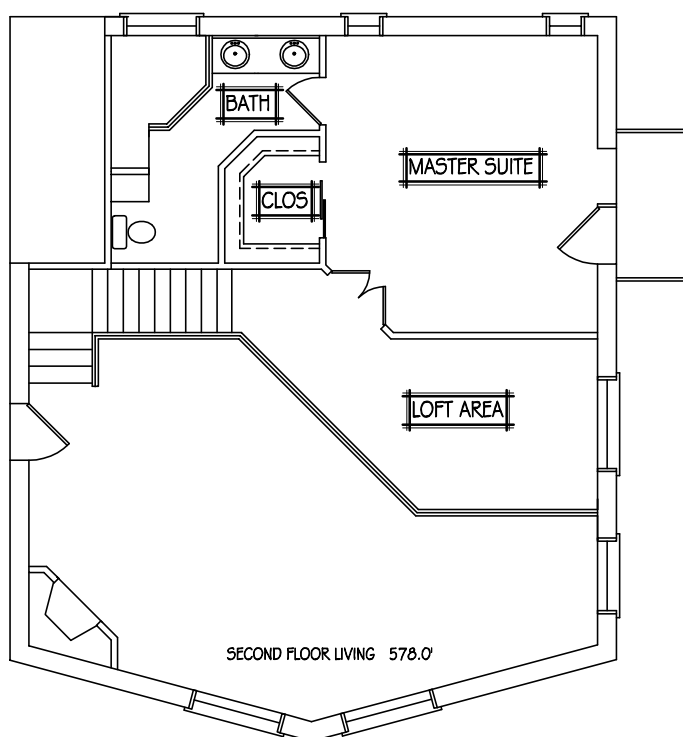 BATH
MASTER SUITE
CLOS
LOFT AREA
SECOND FLOOR LIVING 578.0'